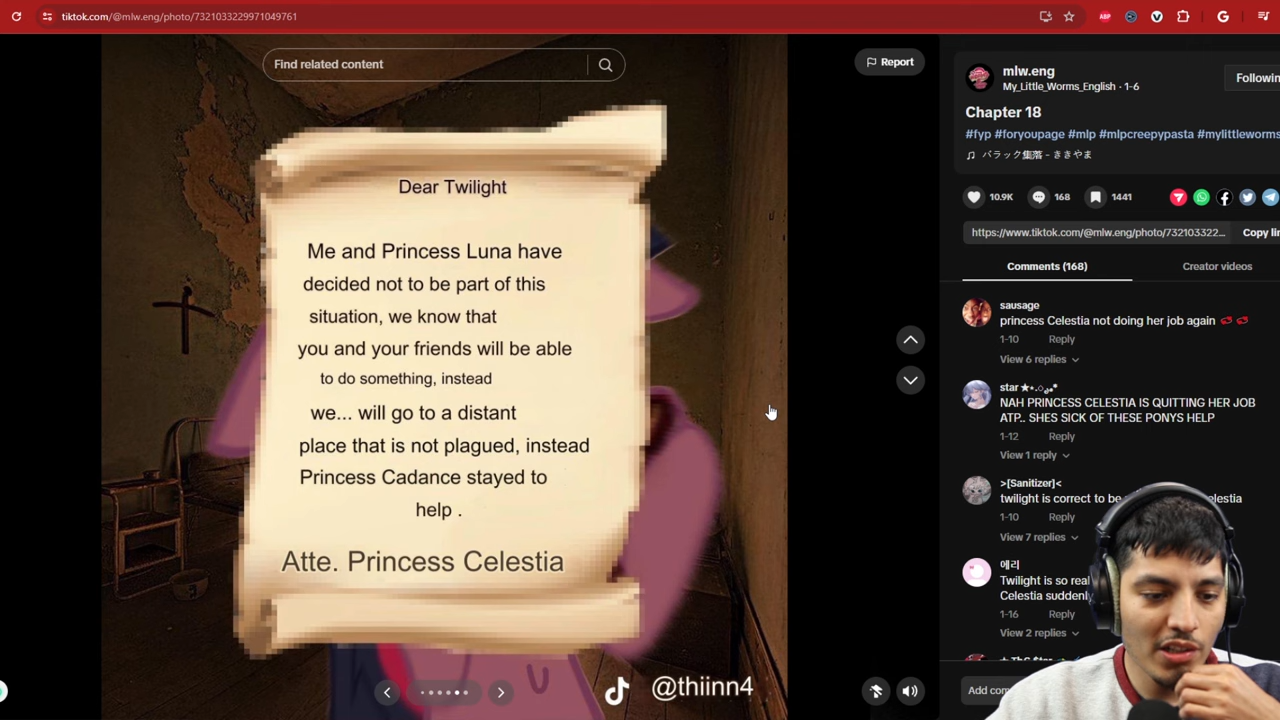 tiktok.com/@mlw.eng/photo/7321033229971049761
Find related content
Report
Dear Twilight
Me and Princess Luna have
decided not to be part of this
situation, we know that
you and your friends will be able
to do something, instead
we... will go to a distant
place that is not plagued, instead
Princess Cadance stayed to
help .
Atte. Princess Celestia
@thiinn4
mlw.eng
My_Little_Worms_English · 1-6
Following
Chapter 18
#fyp #foryoupage #mlp #mlpcreepypasta #mylittleworms
バラック集落 - ききやま
10.9K
168
1441
https://www.tiktok.com/@mlw.eng/photo/732103322...
Copy lin
Comments (168)
Creator videos
sausage
princess Celestia not doing her job again
1-10
Reply
View 6 replies
star
NAH PRINCESS CELESTIA IS QUITTING HER JOB
ATP.. SHES SICK OF THESE PONYS HELP
1-12
Reply
View 1 reply
>[Sanitizer]<
twilight is correct to be
1-10
Reply
View 7 replies
에리
Twilight is so
Celestia suddenl
1-16
Reply
View 2 replies
Add com